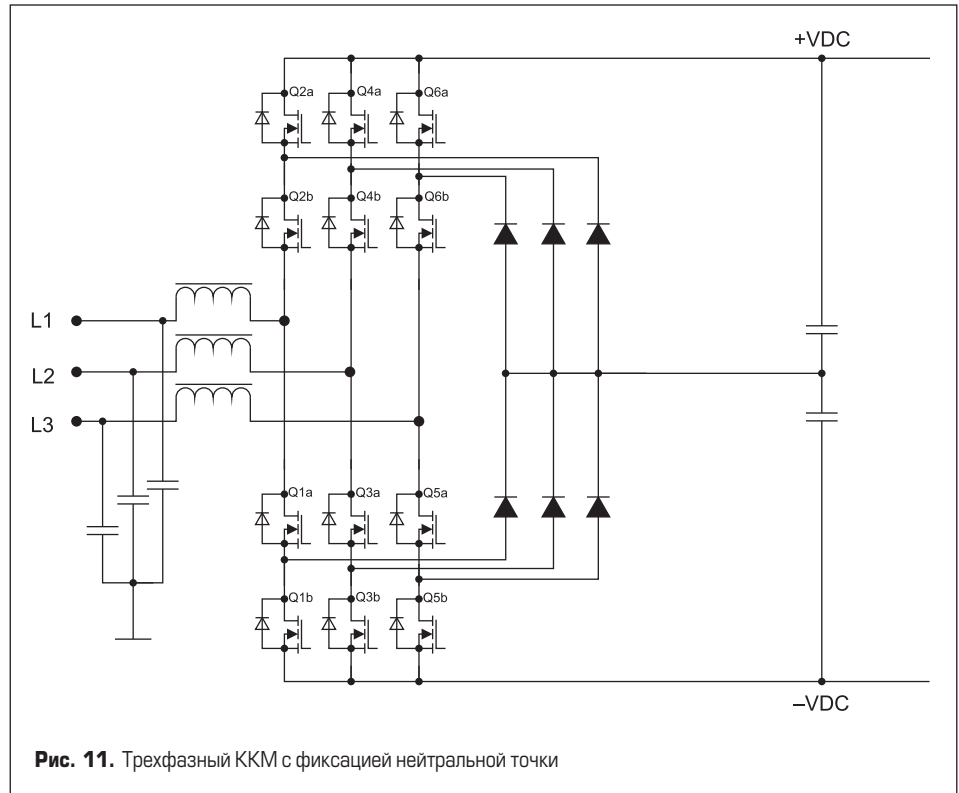 +VDC
Q2a Q4a Q6a
Q2b Q4b Q6b
L1
L2
L3
Q1a Q3a Q5a
Q1b Q3b Q5b
–VDC
Рис. 11. Трехфазный ККМ с фиксацией нейтральной точки